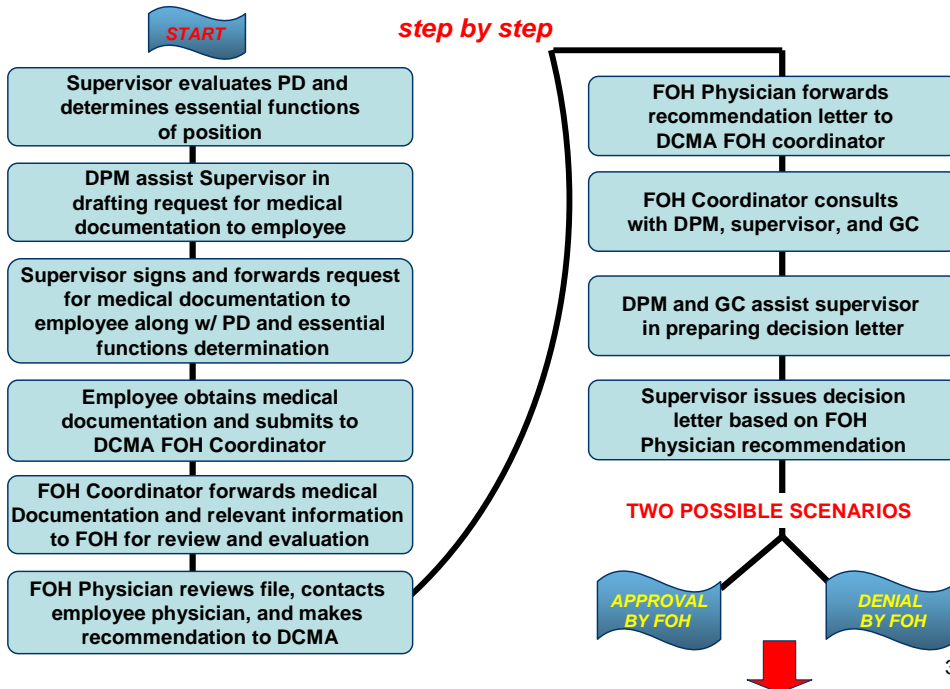 START
step by step
Supervisor evaluates PD and
determines essential functions
of position
DPM assist Supervisor in
drafting request for medical
documentation to employee
Supervisor signs and forwards request
for medical documentation to
employee along w/ PD and essential
functions determination
Employee obtains medical
documentation and submits to
DCMA FOH Coordinator
FOH Coordinator forwards medical
Documentation and relevant information
to FOH for review and evaluation
FOH Physician reviews file, contacts
employee physician, and makes
recommendation to DCMA
FOH Physician forwards
recommendation letter to
DCMA FOH coordinator
FOH Coordinator consults
with DPM, supervisor, and GC
DPM and GC assist supervisor
in preparing decision letter
Supervisor issues decision
letter based on FOH
Physician recommendation
TWO POSSIBLE SCENARIOS
APPROVAL
BY FOH
DENIAL
BY FOH
3